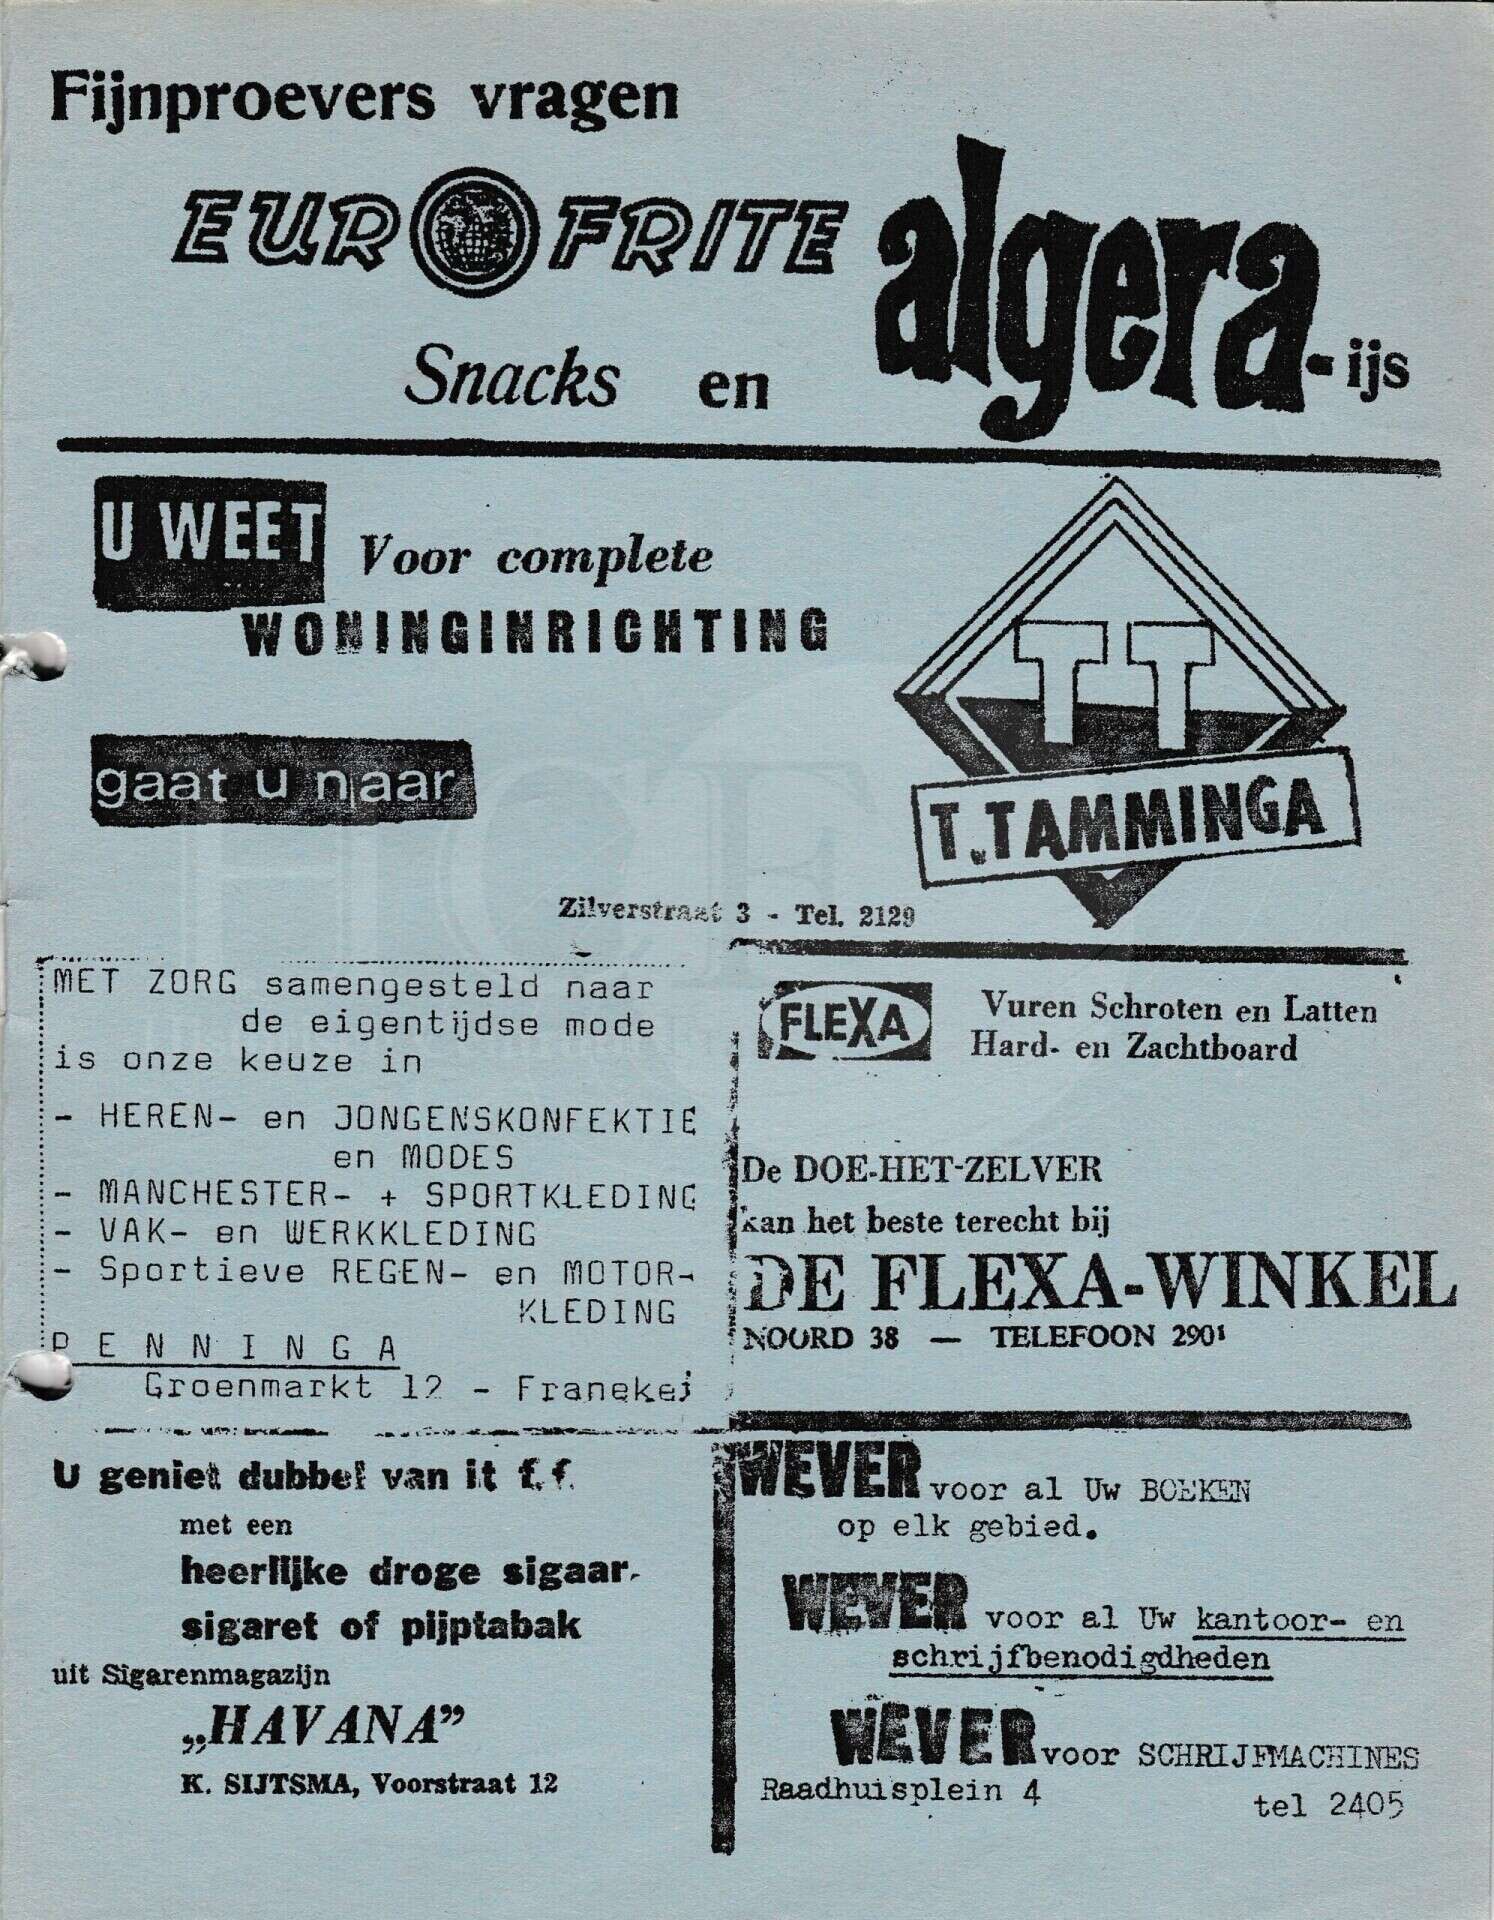 Fijnproevers vragen
EUROFRITE
algera-ijs
Snacks en
U WEET
Voor complete
WONINGINRICHTING
TT
gaat u naar
T. TAMMINGA
Zilverstraat 3 - Tel. 2129
MET ZORG samengesteld naar
de eigentijdse mode
is onze keuze in
- HEREN- en JONGENSKONFEKTIE
en MODES
- MANCHESTER- + SPORTKLEDING
- VAK- en WERKKLEDING
- Sportieve REGEN- en MOTOR-
KLEDING
PENNINGA
Groenmarkt 12 - Franeker
FLEXA
Vuren Schroten en Latten
Hard- en Zachtboard
De DOE-HET-ZELVER
kan het beste terecht bij
DE FLEXA-WINKEL
NOORD 38 — TELEFOON 2901
U geniet dubbel van it f.f.
met een
heerlijke droge sigaar,
sigaret of pijptabak
uit Sigarenmagazijn
„HAVANA”
K. SIJTSMA, Voorstraat 12
WEVER voor al Uw BOEKEN
op elk gebied.
WEVER voor al Uw kantoor- en
schrijfbenodigdheden
WEVER voor SCHRIJFMACHINES
Raadhuisplein 4
tel 2405